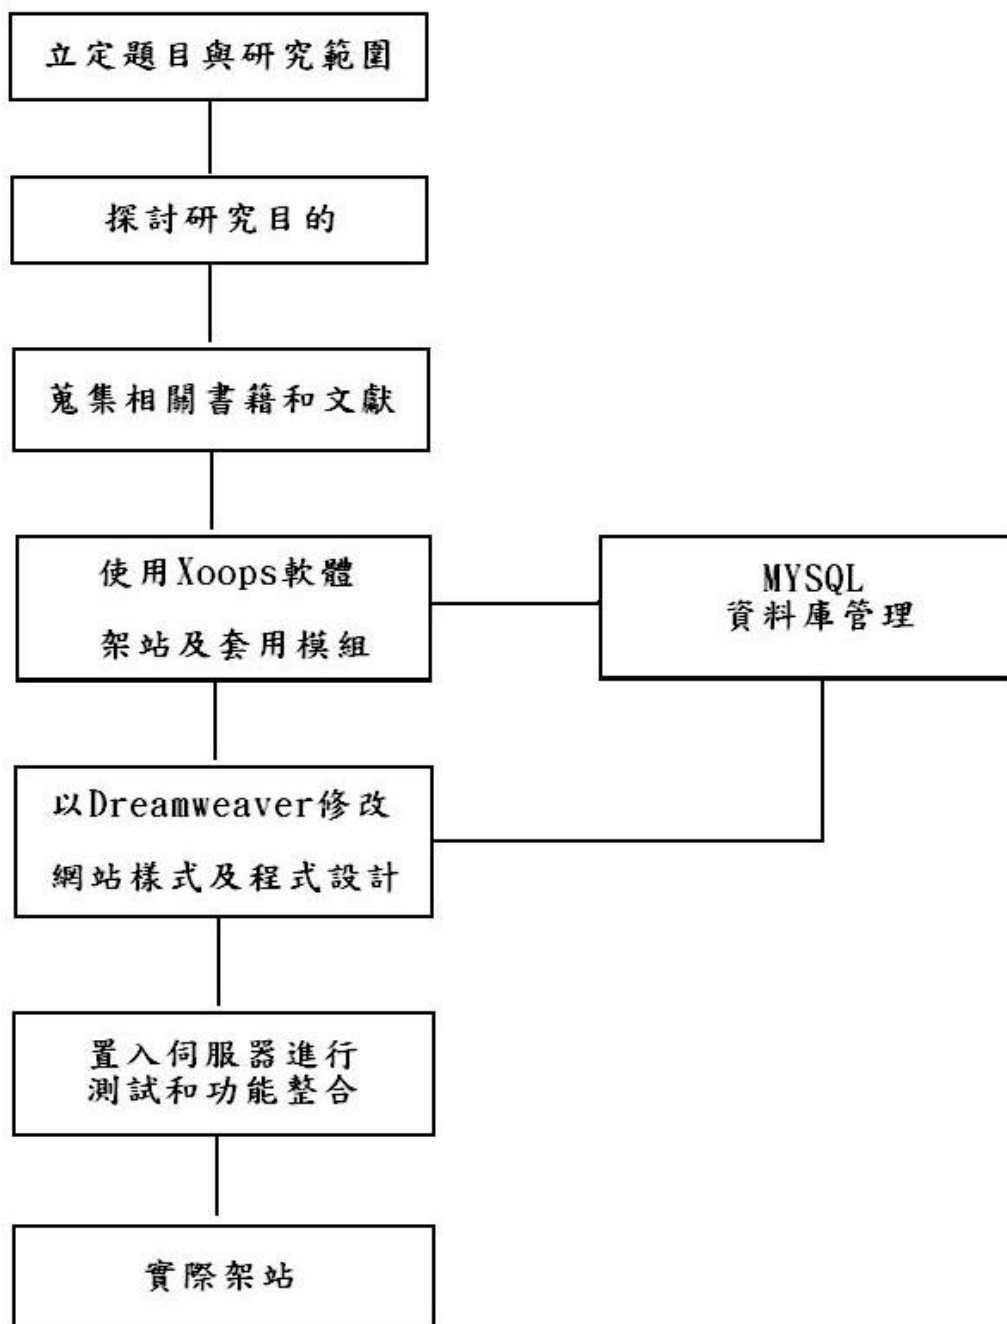 立定題目與研究範圍
探討研究目的
蒐集相關書籍和文獻
使用Xoops軟體
架站及套用模組
MYSQL
資料庫管理
以Dreamweaver修改
網站樣式及程式設計
置入伺服器進行
測試和功能整合
實際架站